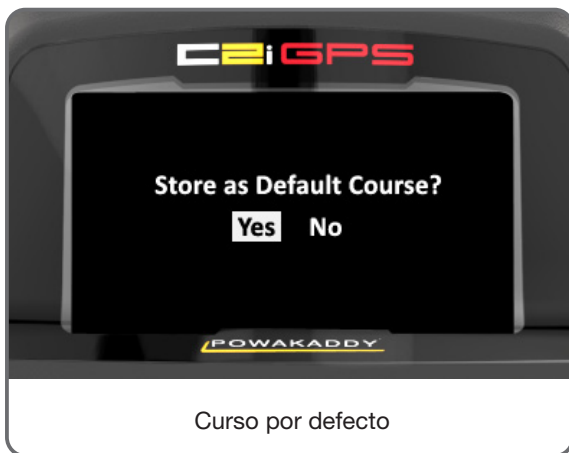 C2i GPS
Store as Default Course?
Yes No
POWAKADDY
Curso por defecto